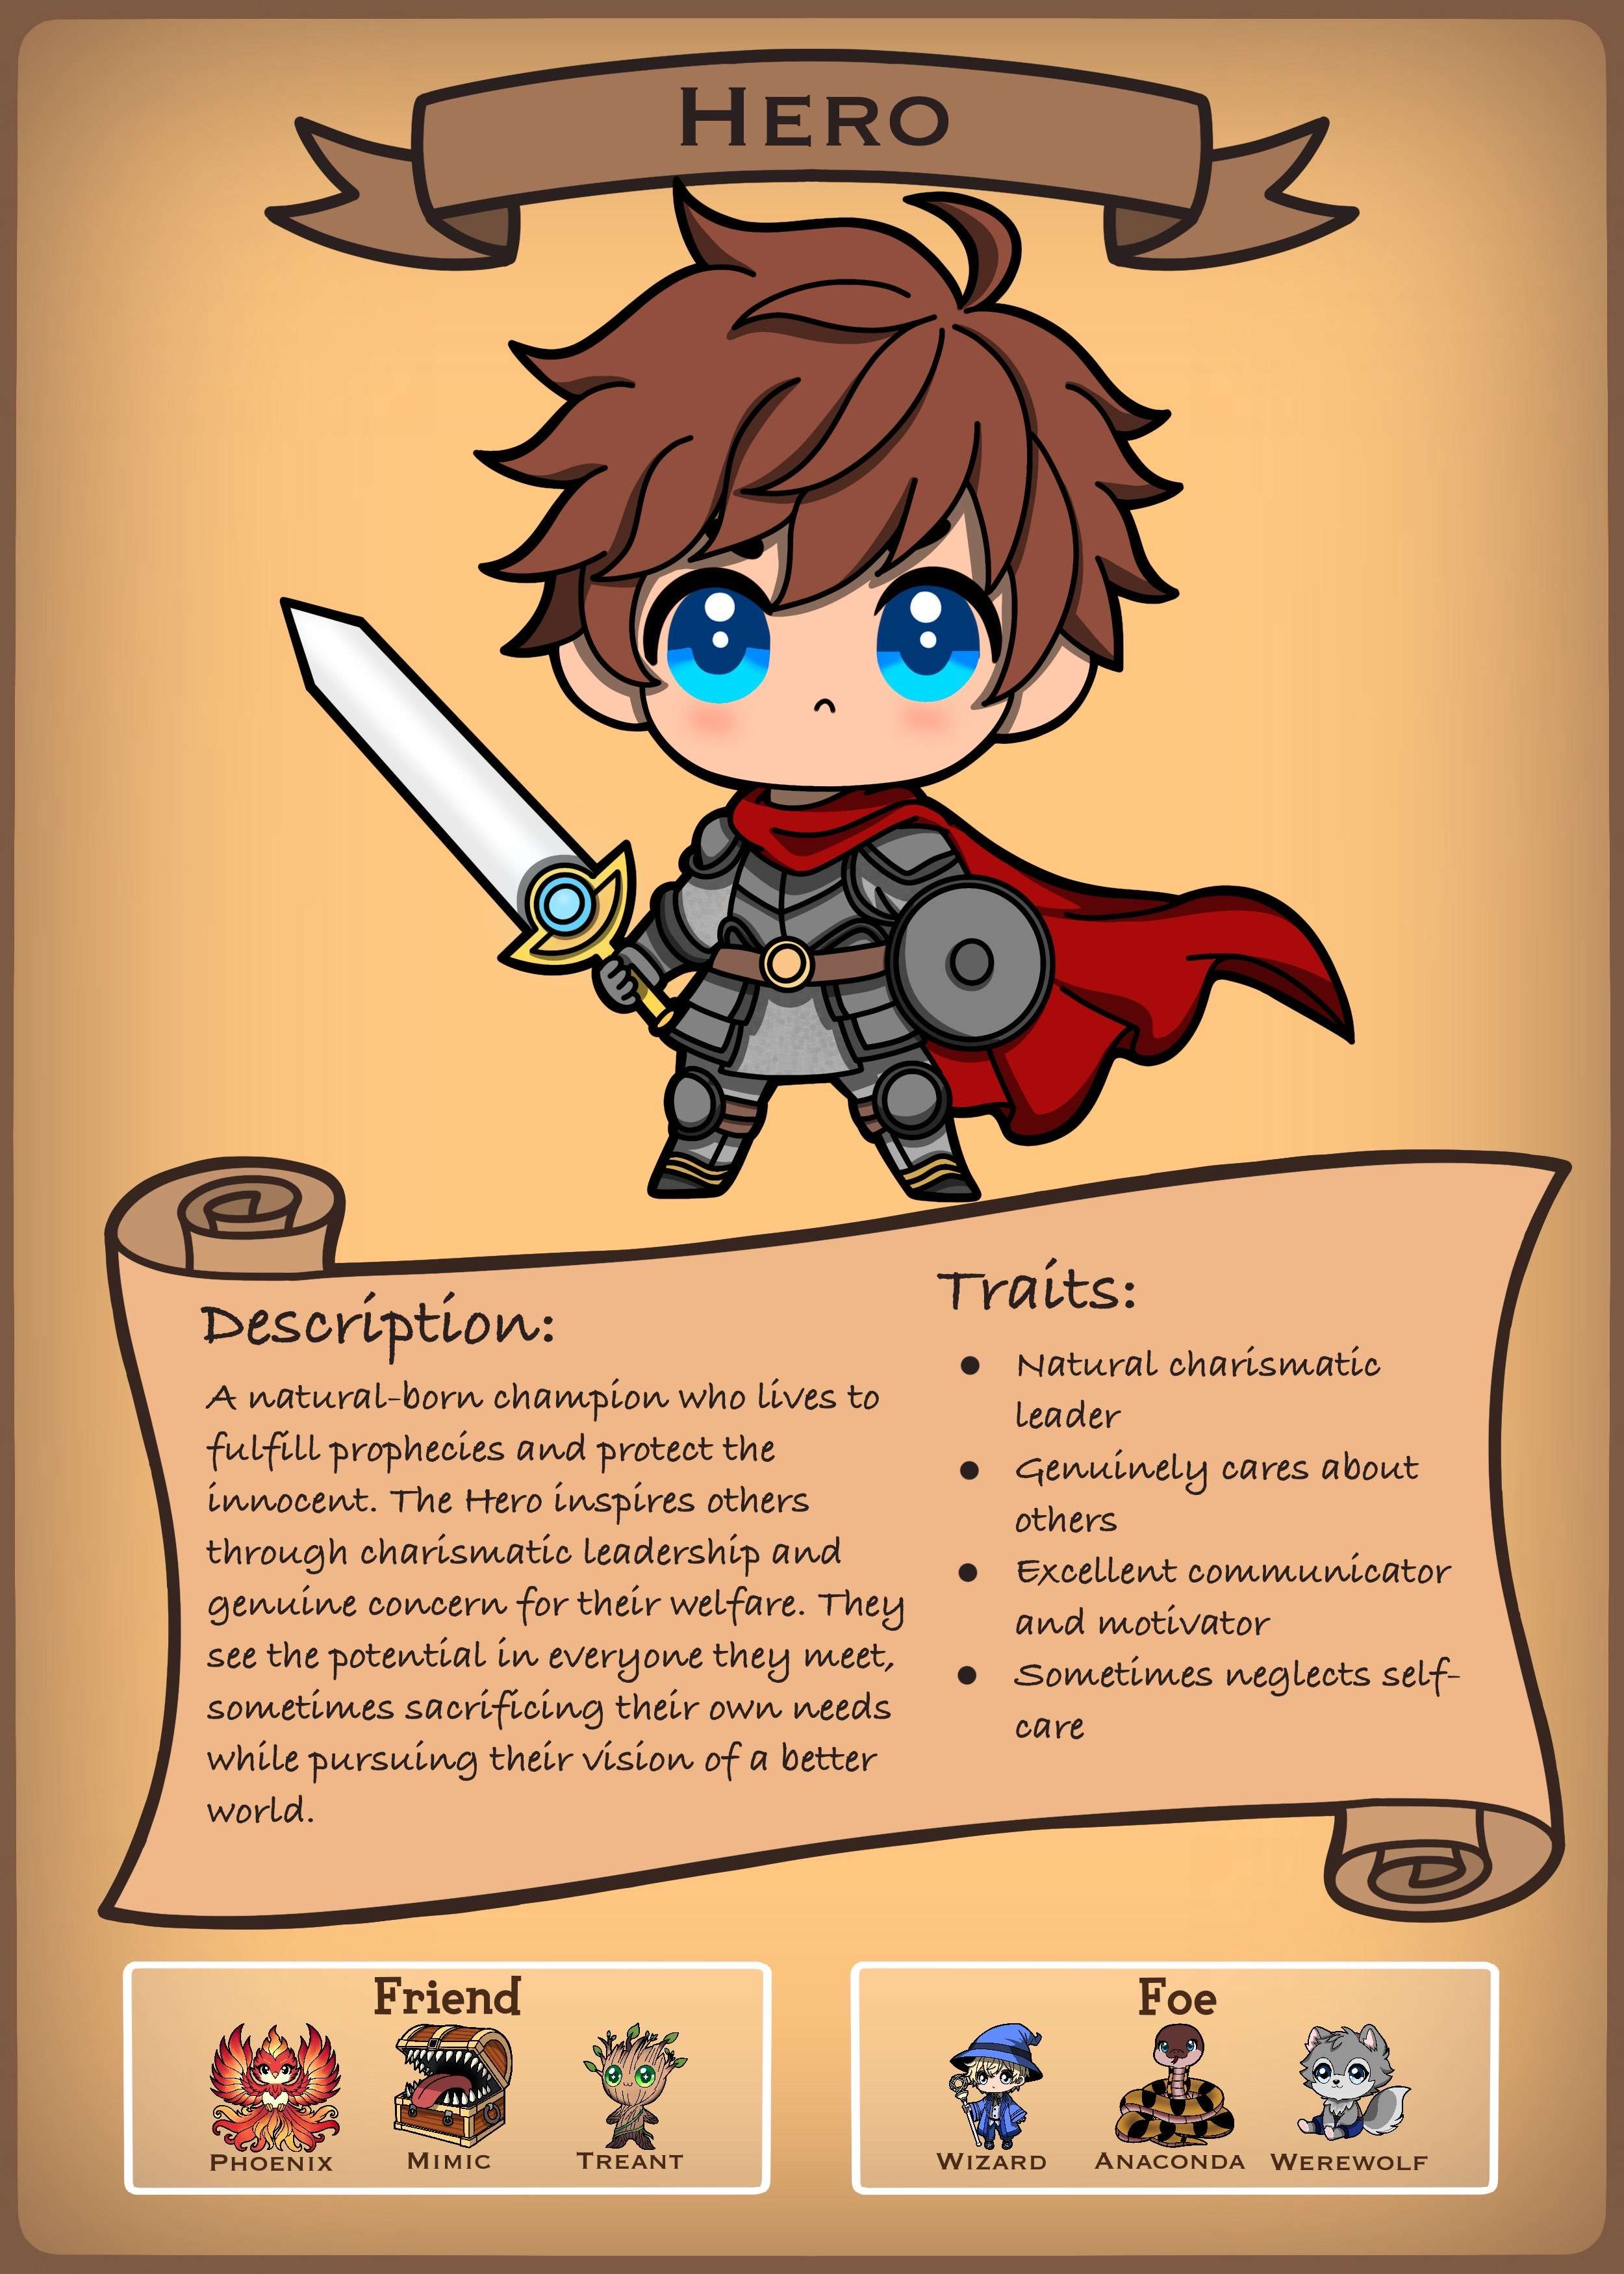 HERO
Description:
A natural-born champion who lives to
fulfill prophecies and protect the
innocent. The Hero inspires others
through charismatic leadership and
genuine concern for their welfare. They
see the potential in everyone they meet,
sometimes sacrificing their own needs
while pursuing their vision of a better
world.
Traits:
● Natural charismatic
leader
● Genuinely cares about
others
● Excellent communicator
and motivator
● Sometimes neglects self-
care
Friend
PHOENIX MIMIC TREANT
Foe
WIZARD ANACONDA WEREWOLF